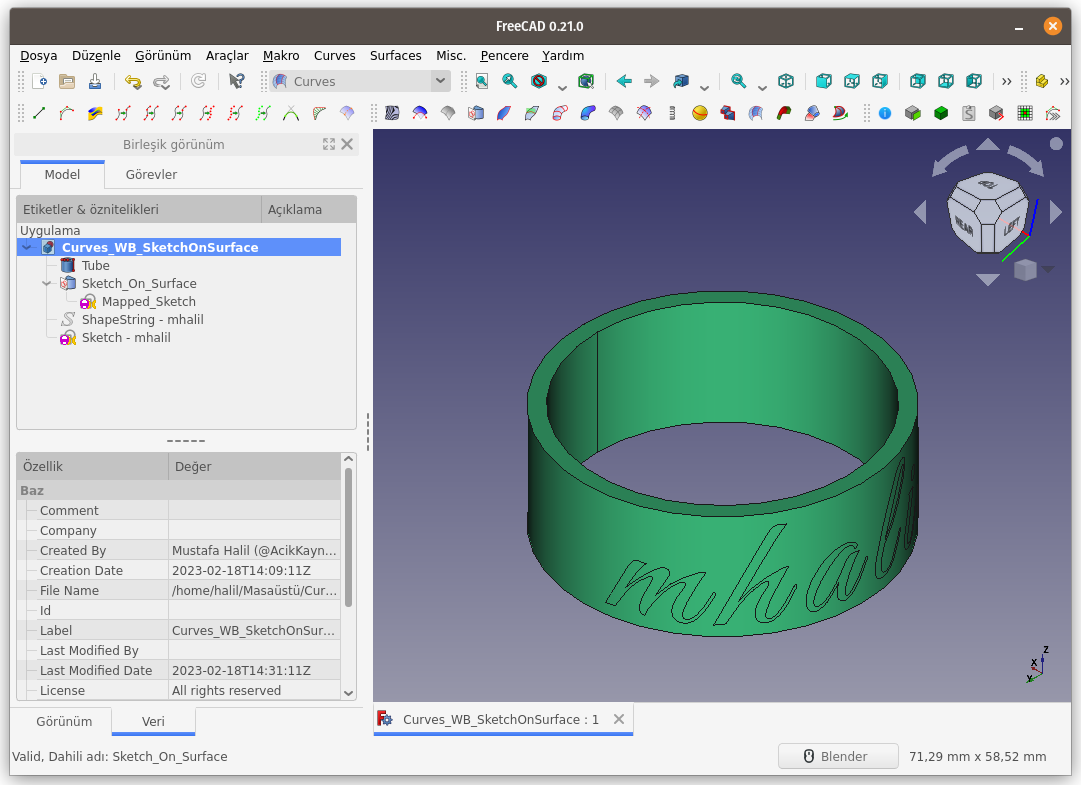 FreeCAD 0.21.0
Dosya Düzenle Görünüm Araçlar Makro Curves Surfaces Misc. Pencere Yardım
Curves
Birleşik görünüm
Model Görevler
Etiketler & öznitelikleri Açıklama
Uygulama
Curves_WB_SketchOnSurface
Tube
Sketch_On_Surface
Mapped_Sketch
ShapeString - mhalil
Sketch - mhalil
Özellik Değer
Baz
Comment
Company
Created By Mustafa Halil (@AcikKayn...
Creation Date 2023-02-18T14:09:11Z
File Name /home/halil/Masaüstü/Cur...
Id
Label Curves_WB_SketchOnSur...
Last Modified By
Last Modified Date 2023-02-18T14:31:11Z
License All rights reserved
Görünüm Veri
TOP
REAR LEFT
mhali
Z
X
Y
Curves_WB_SketchOnSurface : 1
Valid, Dahili adı: Sketch_On_Surface
Blender 71,29 mm x 58,52 mm